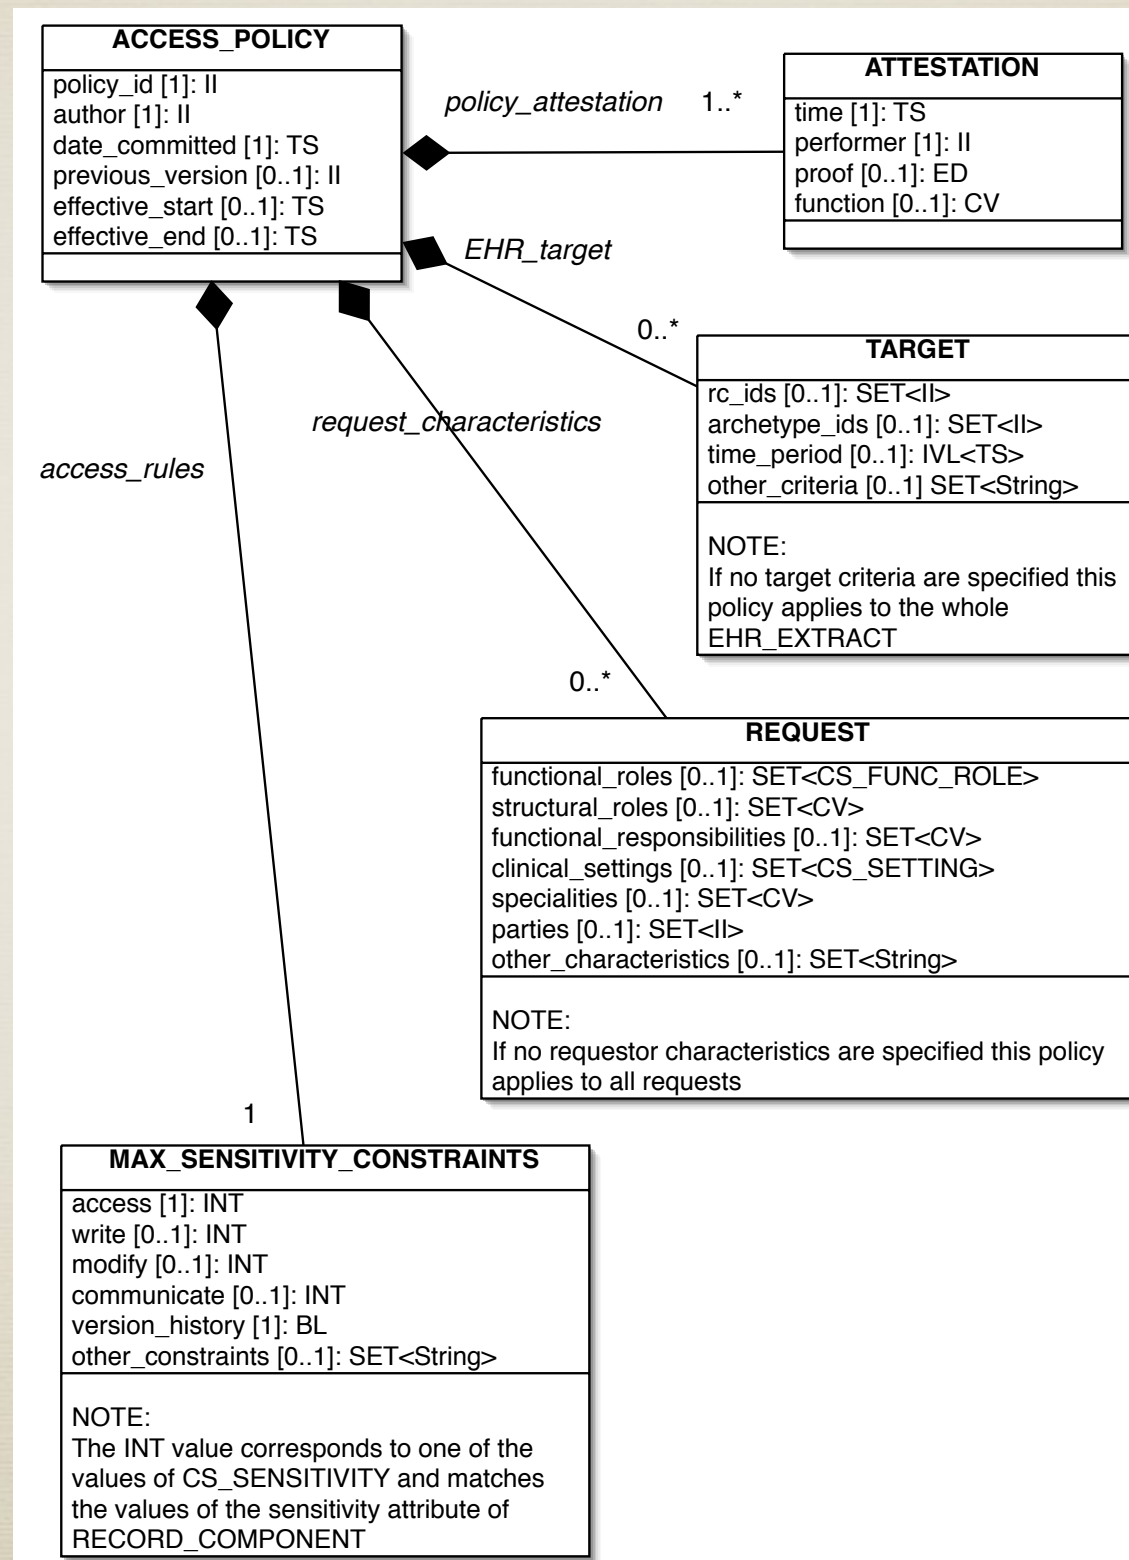 ACCESS_POLICY
policy_id [1]: II
author [1]: II
date_committed [1]: TS
previous_version [0..1]: II
effective_start [0..1]: TS
effective_end [0..1]: TS
policy_attestation 1..*
ATTESTATION
time [1]: TS
performer [1]: II
proof [0..1]: ED
function [0..1]: CV
EHR_target
0..*
TARGET
rc_ids [0..1]: SET<II>
archetype_ids [0..1]: SET<II>
time_period [0..1]: IVL<TS>
other_criteria [0..1] SET<String>
NOTE:
If no target criteria are specified this
policy applies to the whole
EHR_EXTRACT
request_characteristics
0..*
REQUEST
functional_roles [0..1]: SET<CS_FUNC_ROLE>
structural_roles [0..1]: SET<CV>
functional_responsibilities [0..1]: SET<CV>
clinical_settings [0..1]: SET<CS_SETTING>
specialities [0..1]: SET<CV>
parties [0..1]: SET<II>
other_characteristics [0..1]: SET<String>
NOTE:
If no requestor characteristics are specified this policy
applies to all requests
access_rules
1
MAX_SENSITIVITY_CONSTRAINTS
access [1]: INT
write [0..1]: INT
modify [0..1]: INT
communicate [0..1]: INT
version_history [1]: BL
other_constraints [0..1]: SET<String>
NOTE:
The INT value corresponds to one of the
values of CS_SENSITIVITY and matches
the values of the sensitivity attribute of
RECORD_COMPONENT